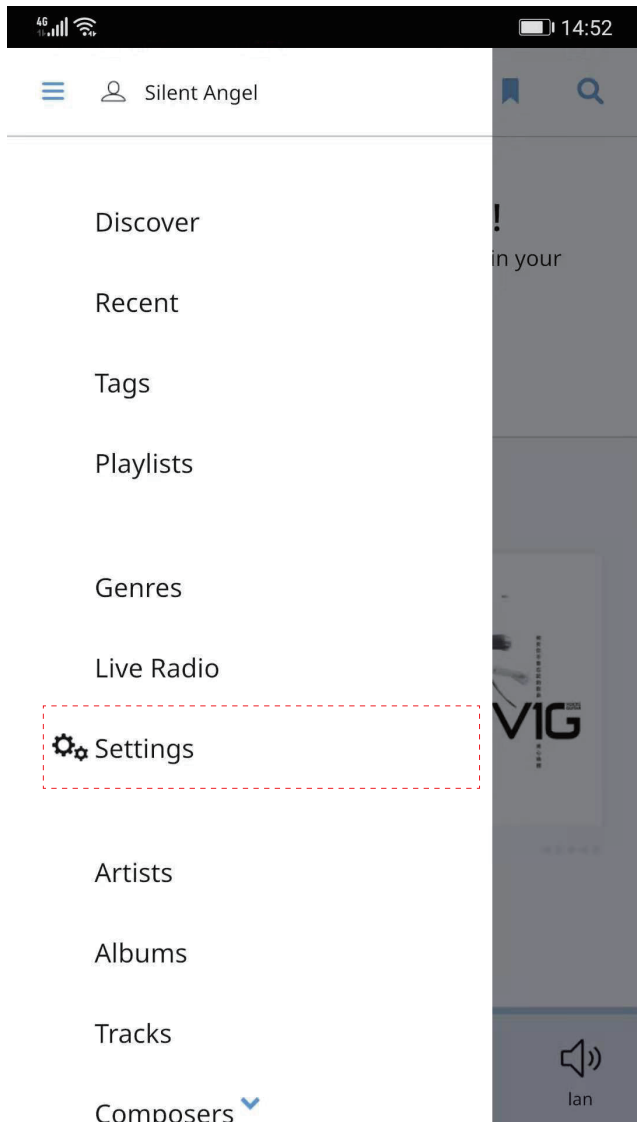 4G 14:52
Silent Angel
Discover
!
in your
Recent
Tags
Playlists
Genres
Live Radio
V1G
Settings
Artists
Albums
Tracks
Composers
lan